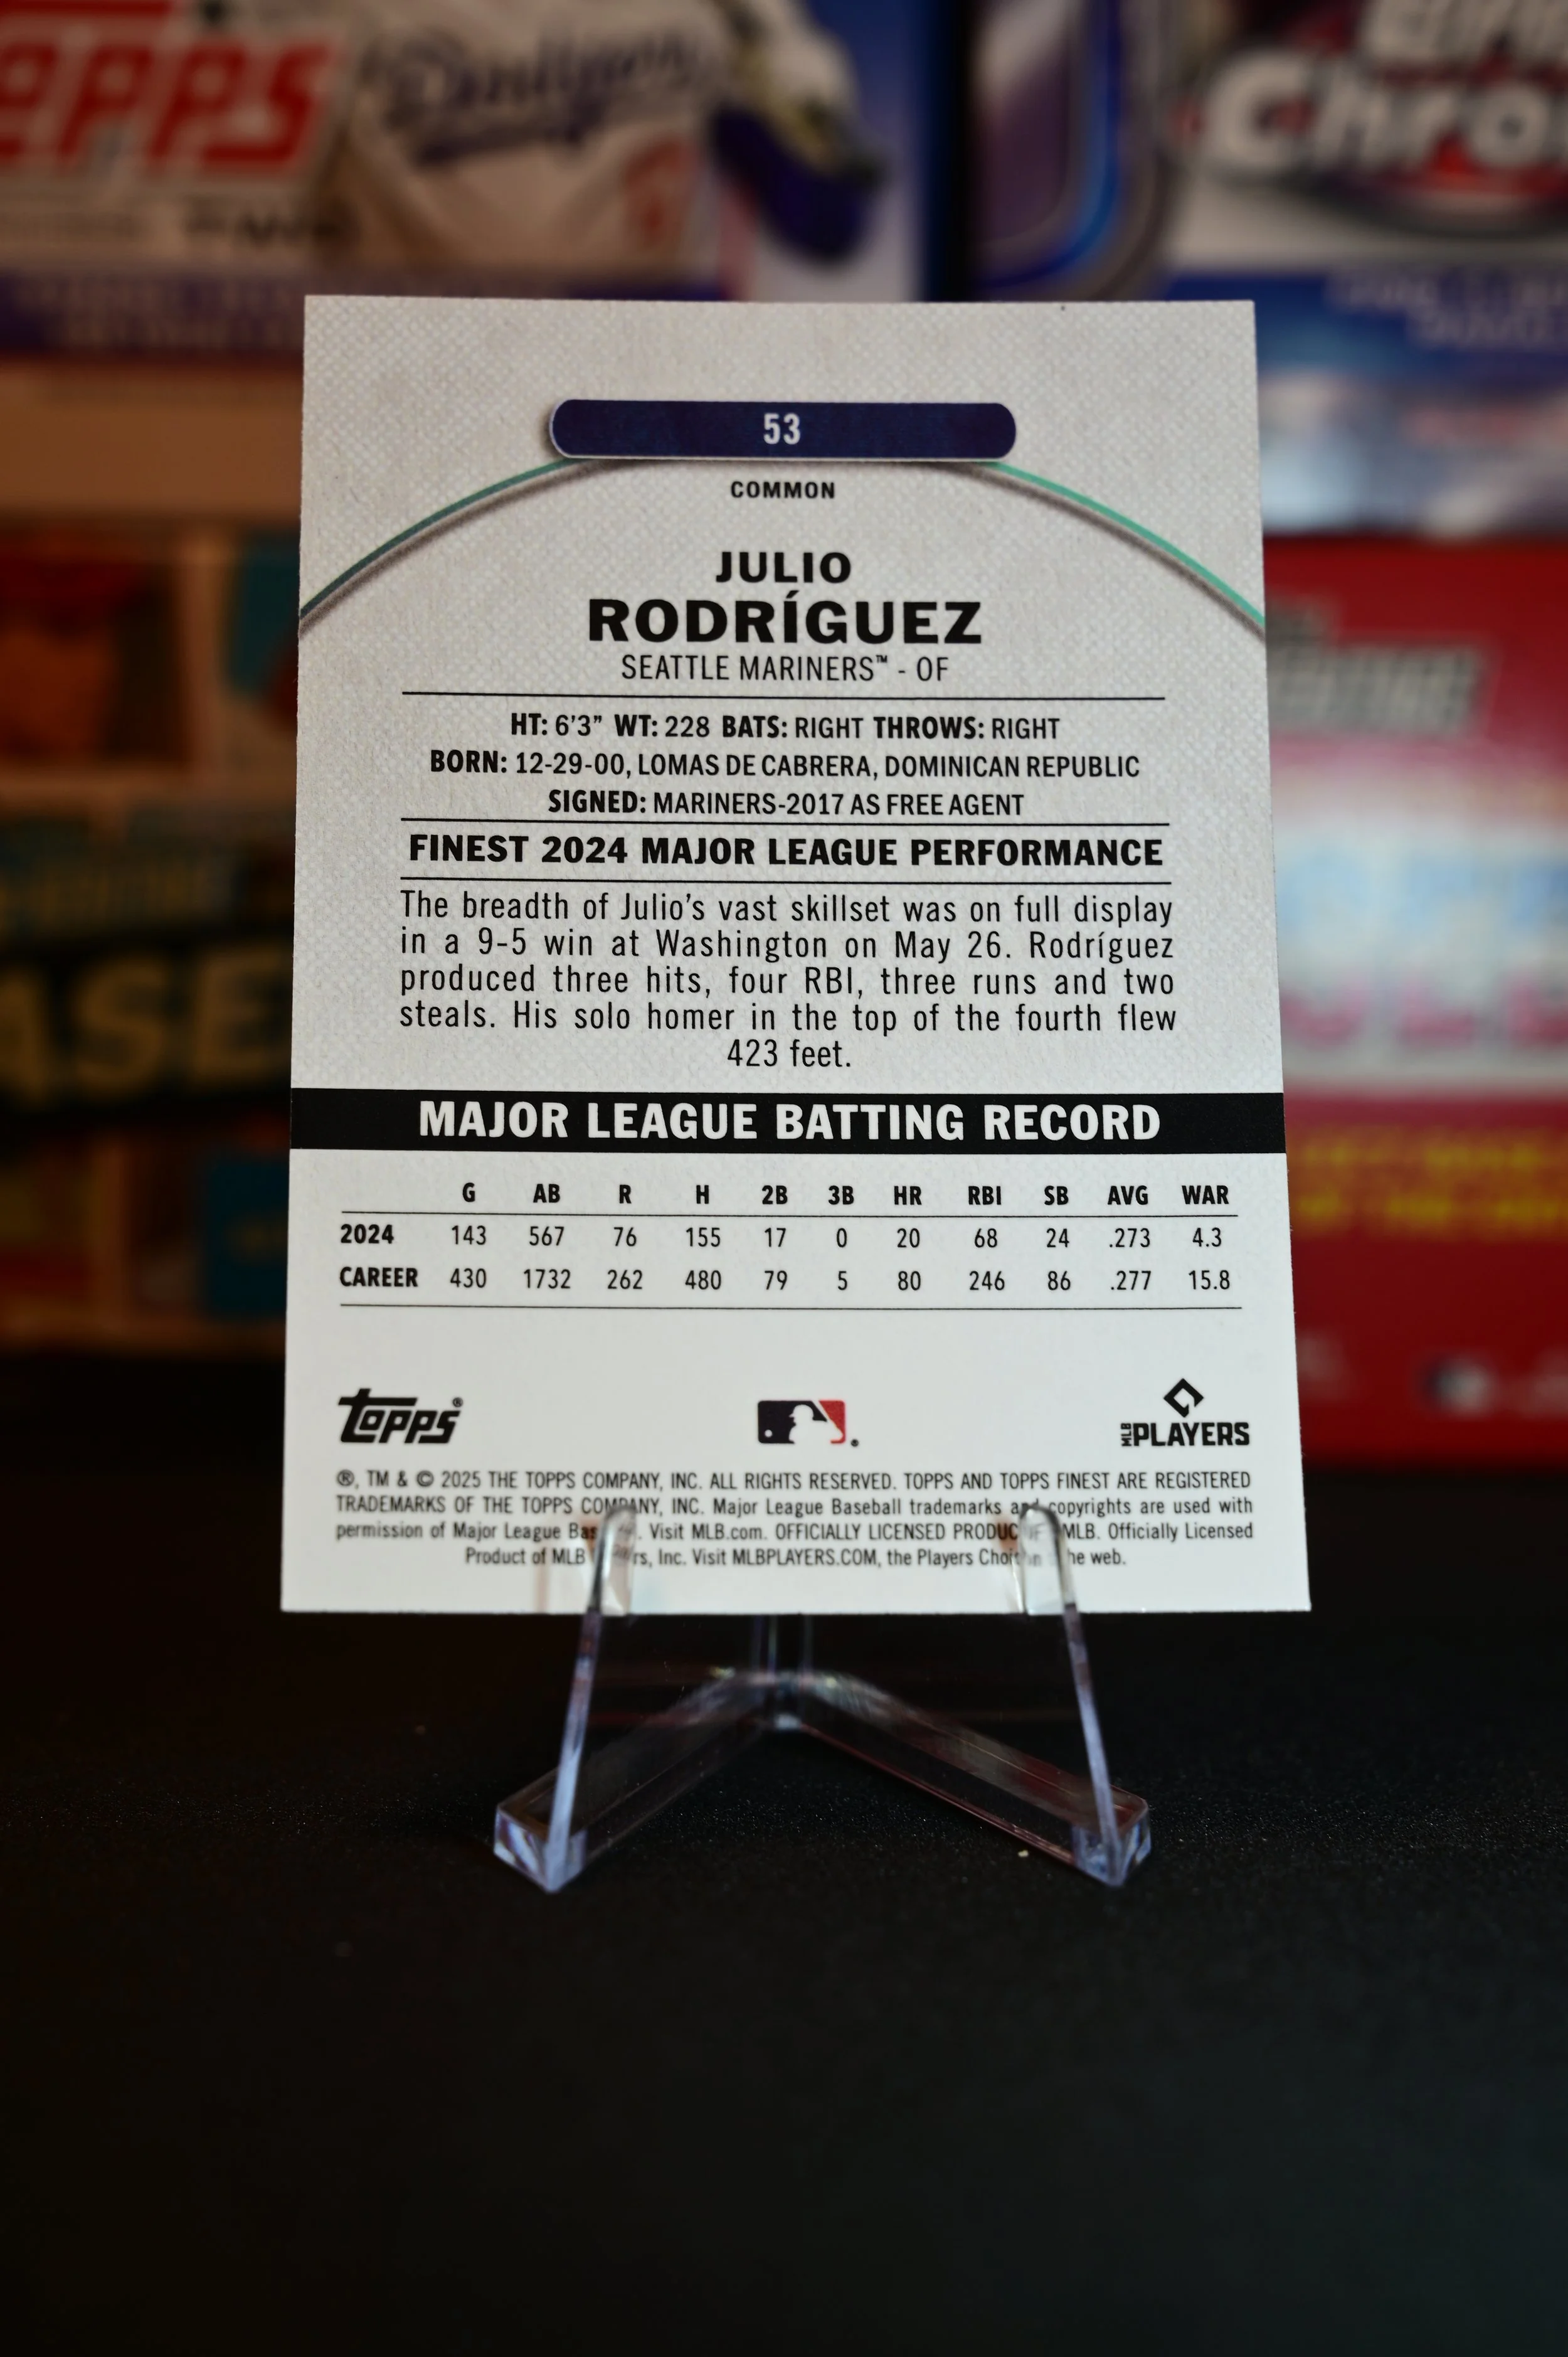 Dodgers
Chro
53
COMMON
JULIO
RODRÍGUEZ
SEATTLE MARINERS™ - OF
HT: 6'3" WT: 228 BATS: RIGHT THROWS: RIGHT
BORN: 12-29-00, LOMAS DE CABRERA, DOMINICAN REPUBLIC
SIGNED: MARINERS-2017 AS FREE AGENT
FINEST 2024 MAJOR LEAGUE PERFORMANCE
The breadth of Julio's vast skillset was on full display
in a 9-5 win at Washington on May 26. Rodríguez
produced three hits, four RBI, three runs and two
steals. His solo homer in the top of the fourth flew
423 feet.
MAJOR LEAGUE BATTING RECORD
G AB R H 2B 3B HR RBI SB AVG WAR
2024 143 567 76 155 17 0 20 68 24 .273 4.3
CAREER 430 1732 262 480 79 5 80 246 86 .277 15.8
topps® ® MLB PLAYERS
®, TM & © 2025 THE TOPPS COMPANY, INC. ALL RIGHTS RESERVED. TOPPS AND TOPPS FINEST ARE REGISTERED
TRADEMARKS OF THE TOPPS COMPANY, INC. Major League Baseball trademarks and copyrights are used with
permission of Major League . Visit MLB.com. OFFICIALLY LICENSED MLB. Officially Licensed
Product of MLB Inc. Visit MLBPLAYERS.COM, the Players web.